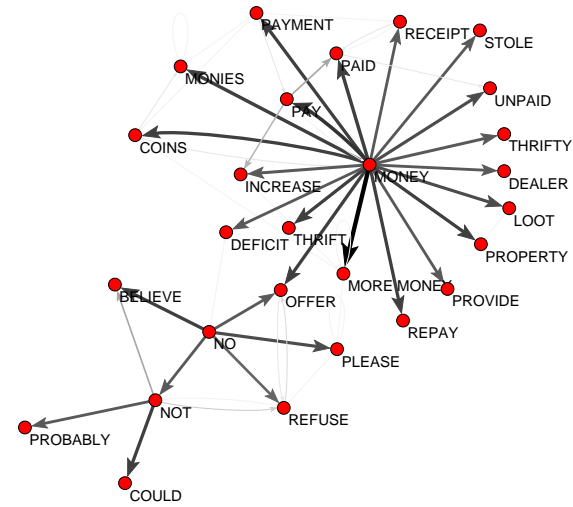 PAYMENT
RECEIPT
STOLE
PAID
MONIES
UNPAID
PAY
THRIFTY
COINS
MONEY
DEALER
INCREASE
LOOT
DEFICIT
THRIFT
PROPERTY
MORE MONEY
BELIEVE
OFFER
PROVIDE
REPAY
NO
PLEASE
NOT
REFUSE
PROBABLY
COULD